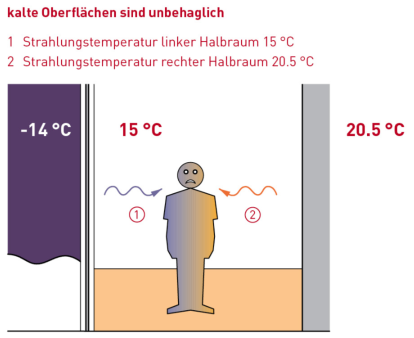 kalte Oberflächen sind unbehaglich
1 Strahlungstemperatur linker Halbraum 15 °C
2 Strahlungstemperatur rechter Halbraum 20.5 °C
-14 °C 15 °C 20.5 °C
1 2